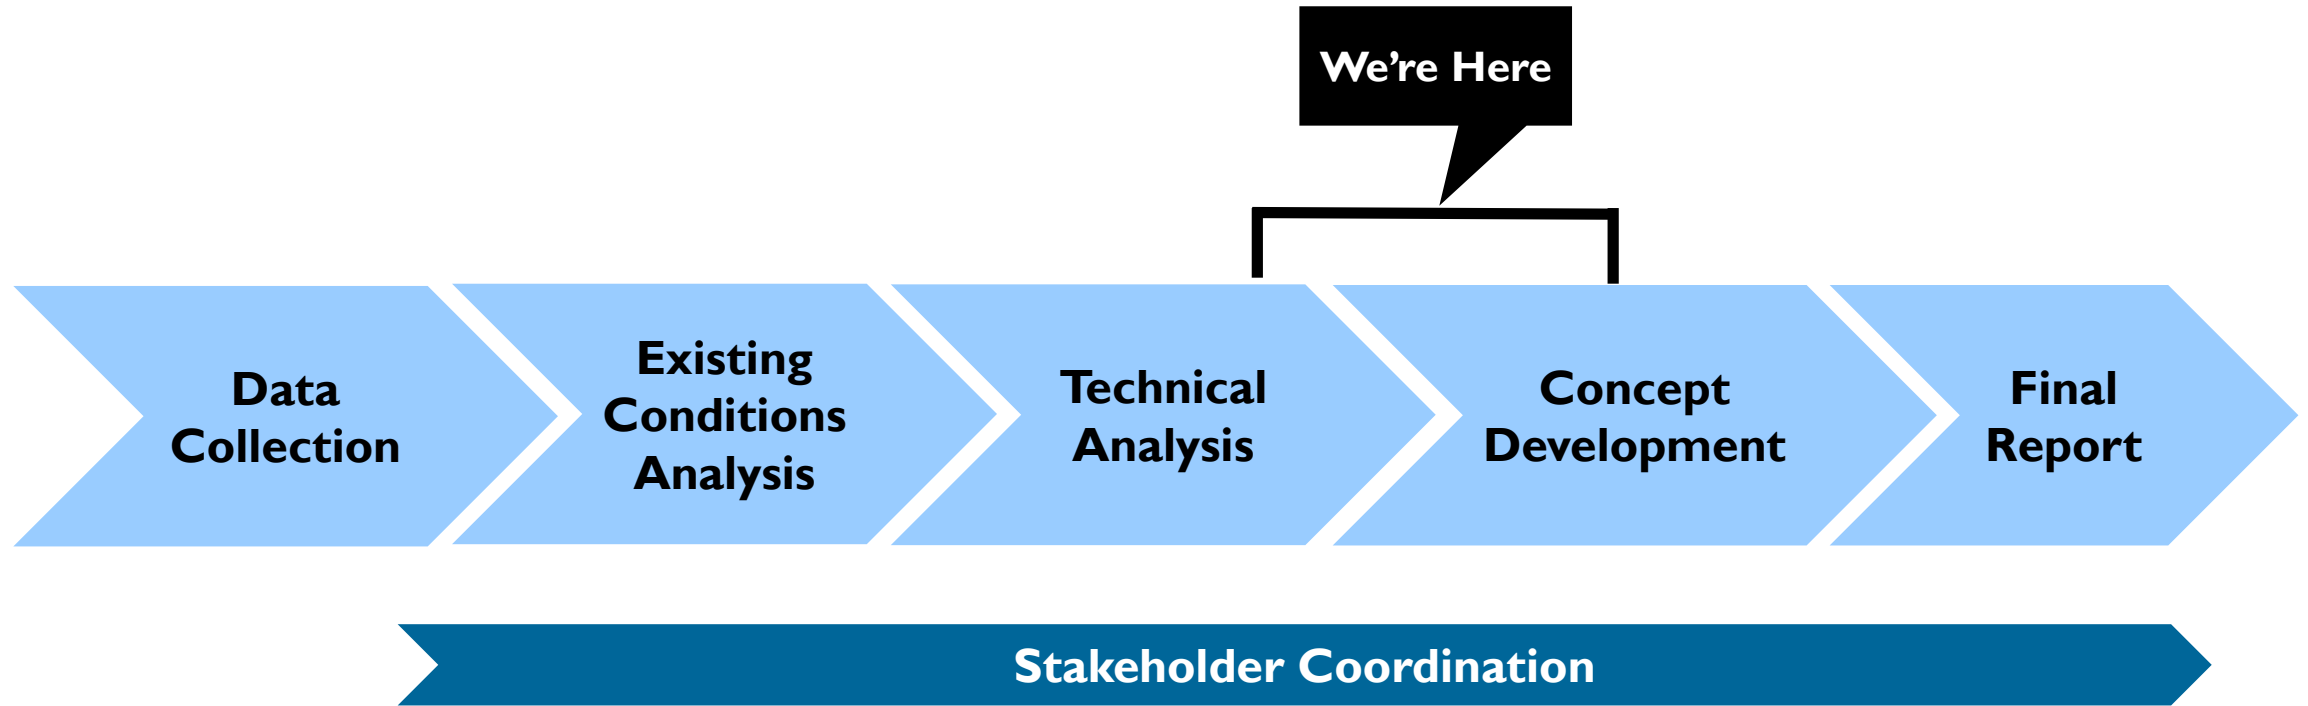 We’re Here
Data
Collection
Existing
Conditions
Analysis
Technical
Analysis
Concept
Development
Final
Report
Stakeholder Coordination